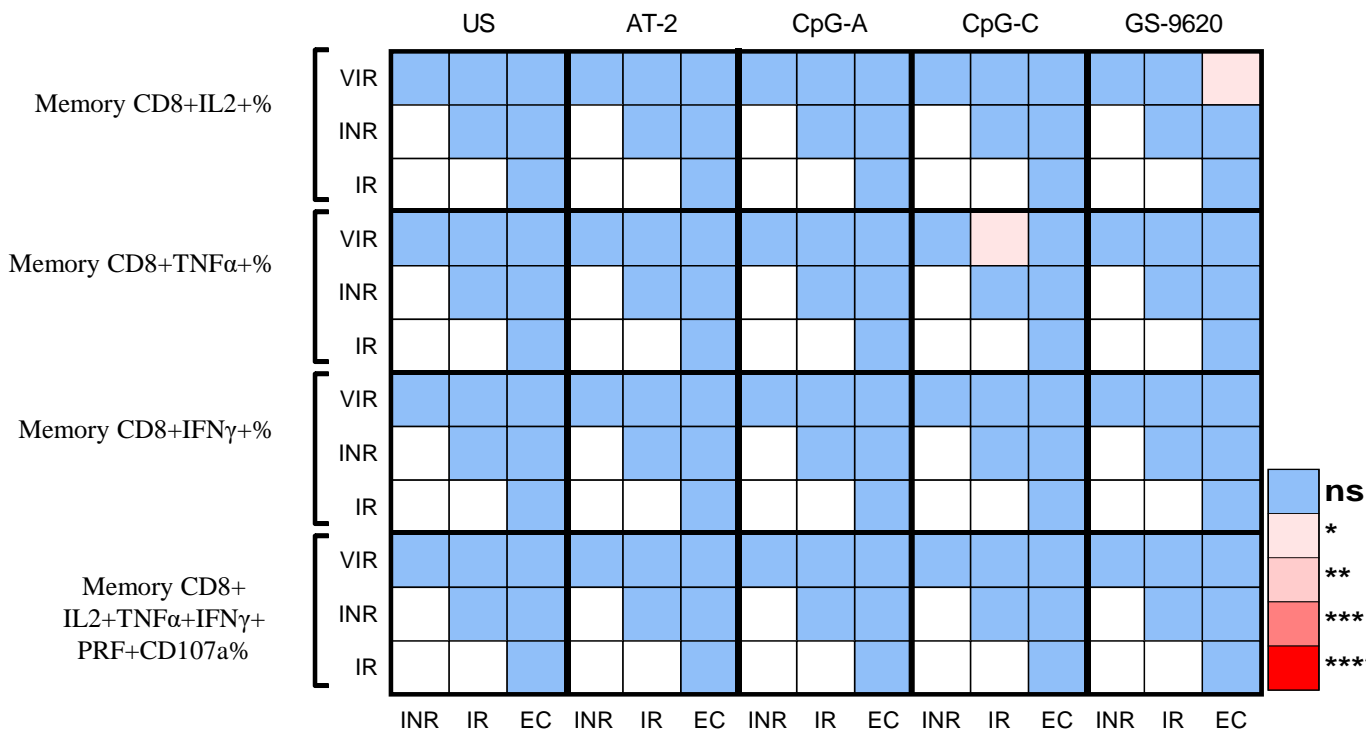 US AT-2 CpG-A CpG-C GS-9620
Memory CD8+IL2+%
VIR
INR
IR
Memory CD8+TNFα+%
VIR
INR
IR
Memory CD8+IFNγ+%
VIR
INR
IR
Memory CD8+
IL2+TNFα+IFNγ+
PRF+CD107a%
VIR
INR
IR
INR IR EC INR IR EC INR IR EC INR IR EC INR IR EC
ns
*
**
***
***